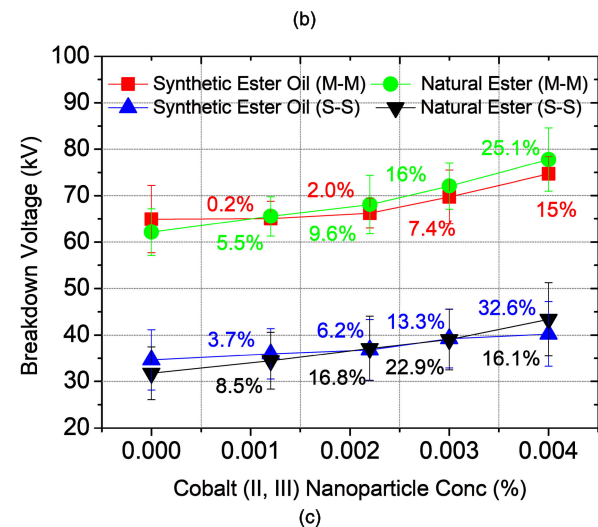 (b)
100
Synthetic Ester Oil (M-M) Natural Ester (M-M)
Synthetic Ester Oil (S-S) Natural Ester (S-S)
90
80
25.1%
16%
70
0.2% 2.0%
15%
5.5% 9.6% 7.4%
60
50
32.6%
13.3%
3.7% 6.2%
40
16.1%
22.9%
8.5% 16.8%
30
20
Breakdown Voltage (kV)
0.000 0.001 0.002 0.003 0.004
Cobalt (II, III) Nanoparticle Conc (%)
(c)